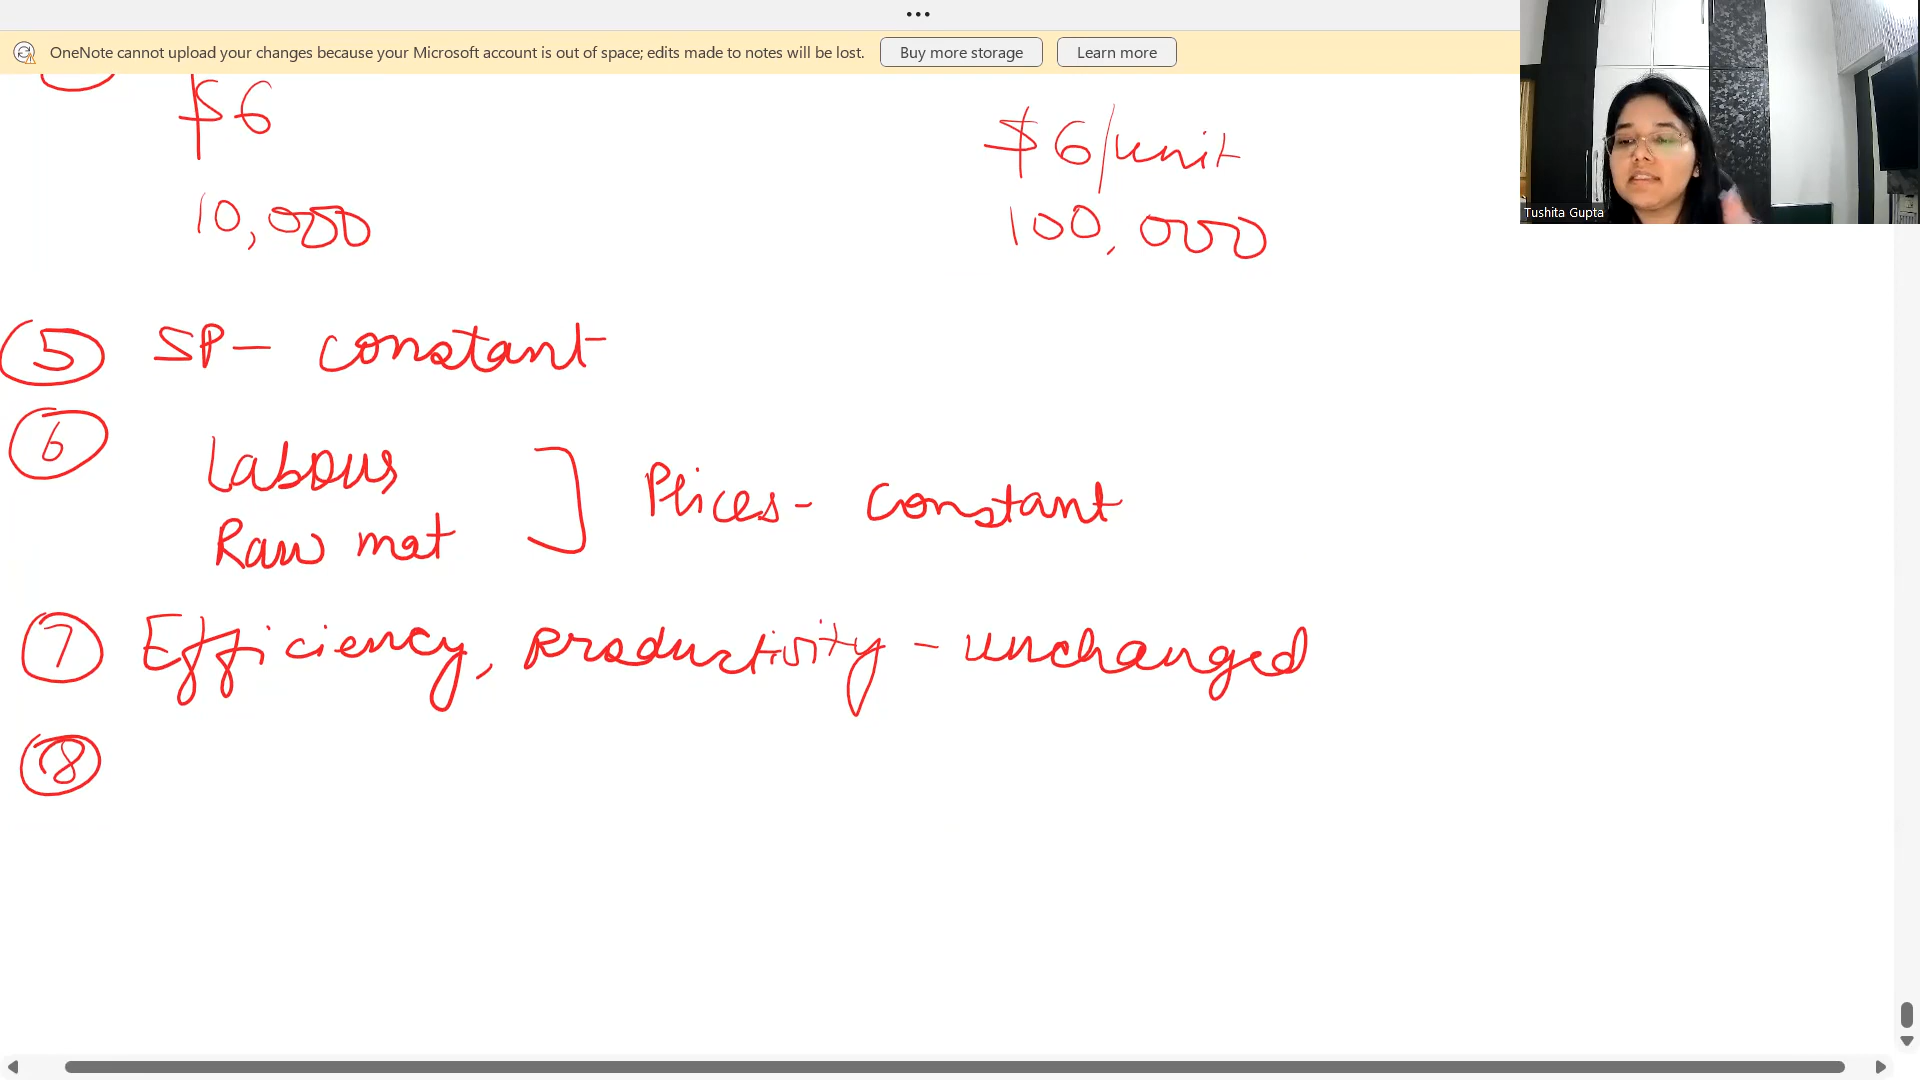 •••
OneNote cannot upload your changes because your Microsoft account is out of space; edits made to notes will be lost. Buy more storage Learn more
$6
$6/unit
10,000
100,000
Tushita Gupta
5 SP - constant
6
Labour
Raw mat
Prices - constant
7 Efficiency, productivity - unchanged
8